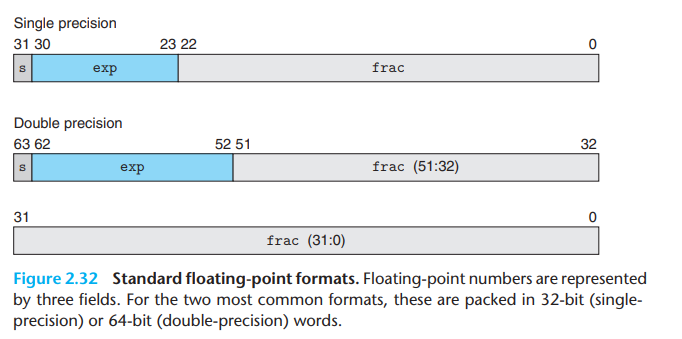 Single precision
31 30 23 22 0
s exp frac
Double precision
63 62 52 51 32
s exp frac (51:32)
31 0
frac (31:0)
Figure 2.32 Standard floating-point formats. Floating-point numbers are represented
by three fields. For the two most common formats, these are packed in 32-bit (single-
precision) or 64-bit (double-precision) words.